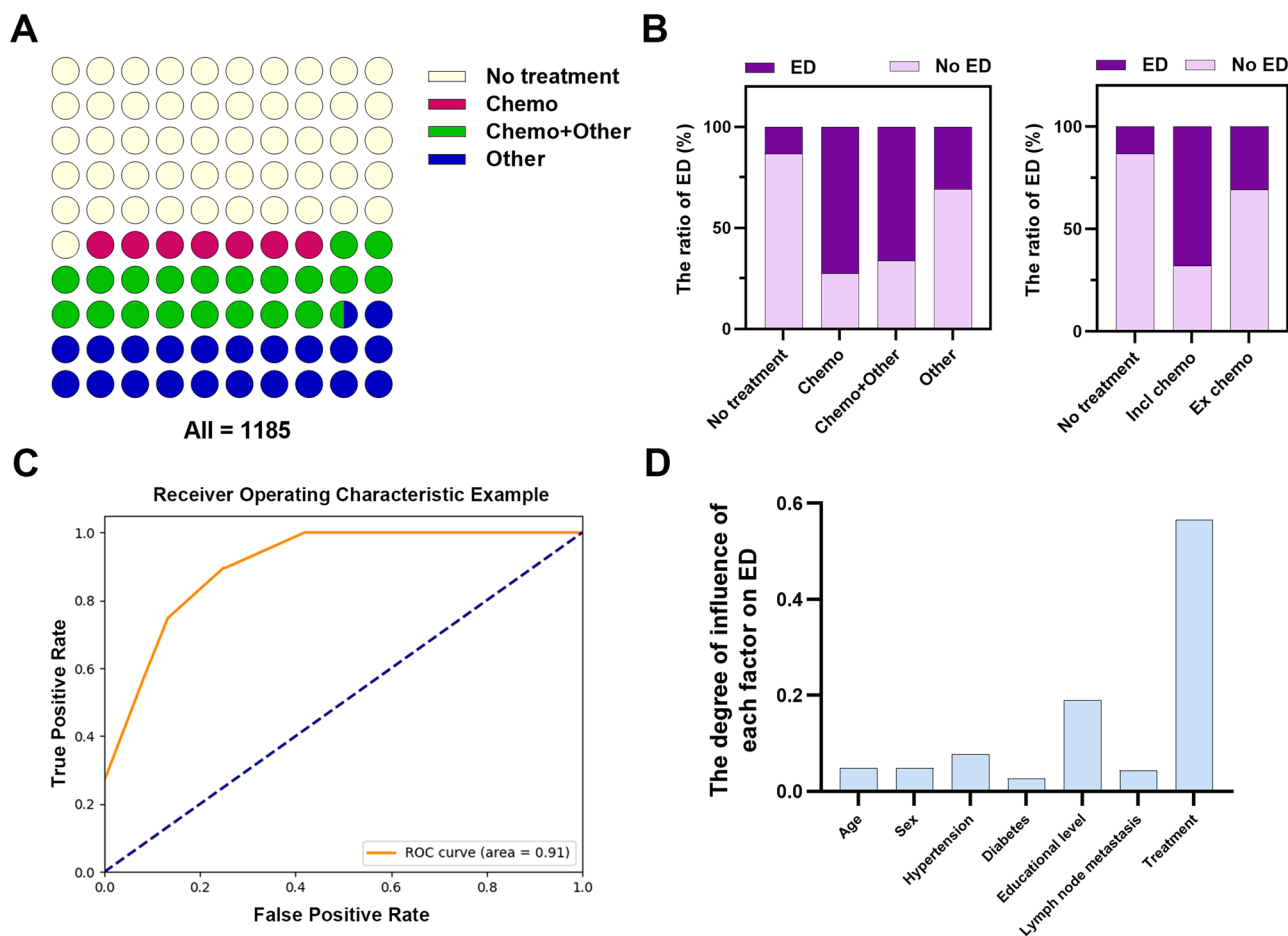 A
No treatment
Chemo
Chemo+Other
Other
All = 1185
B
ED
No ED
The ratio of ED (%)
100
50
0
No treatment
Chemo
Chemo+Other
Other
ED
No ED
The ratio of ED (%)
100
50
0
No treatment
Incl chemo
Ex chemo
C
Receiver Operating Characteristic Example
True Positive Rate
1.0
0.8
0.6
0.4
0.2
0.0
ROC curve (area = 0.91)
0.0
0.2
0.4
0.6
0.8
1.0
False Positive Rate
D
The degree of influence of
each factor on ED
0.6
0.4
0.2
0.0
Age
Sex
Hypertension
Diabetes
Educational level
Lymph node metastasis
Treatment